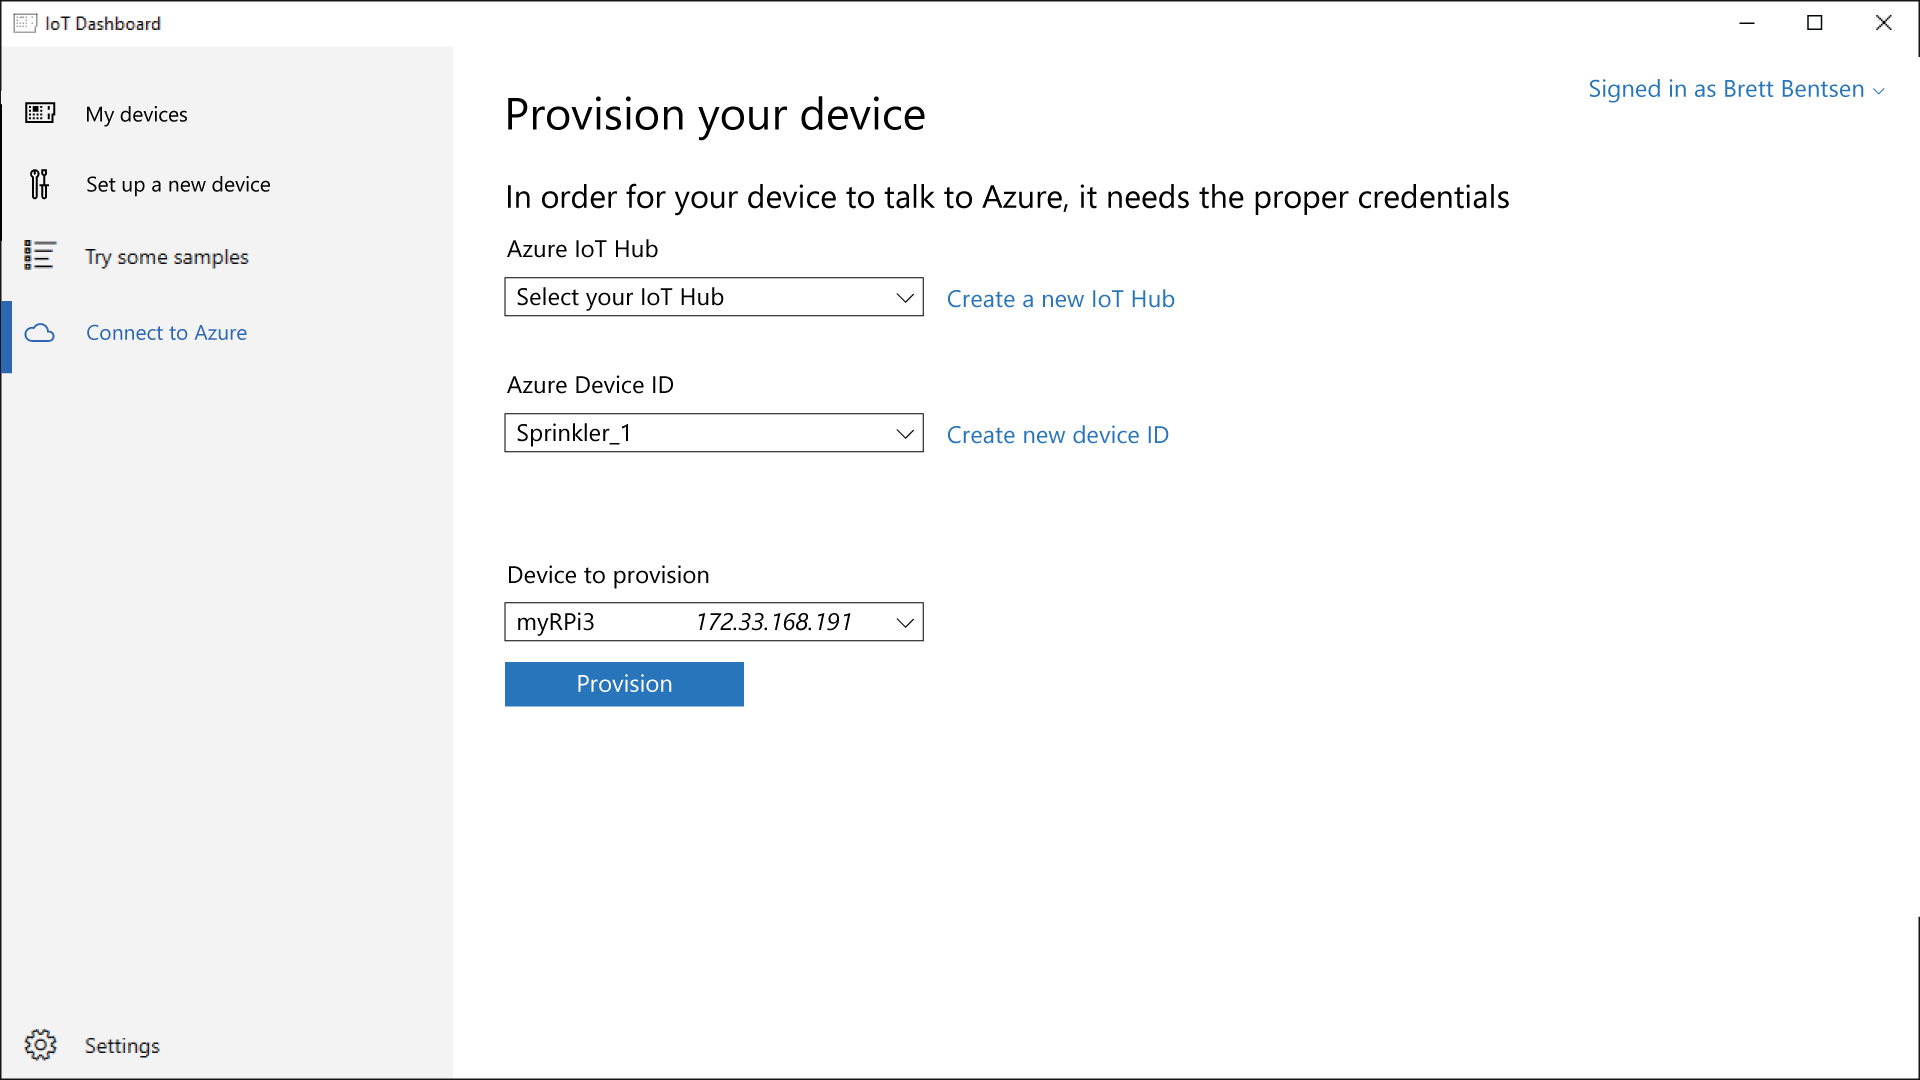 IoT Dashboard
My devices
Set up a new device
Try some samples
Connect to Azure
Settings
Signed in as Brett Bentsen
Provision your device
In order for your device to talk to Azure, it needs the proper credentials
Azure IoT Hub
Select your IoT Hub
Create a new IoT Hub
Azure Device ID
Sprinkler_1
Create new device ID
Device to provision
myRPi3 172.33.168.191
Provision